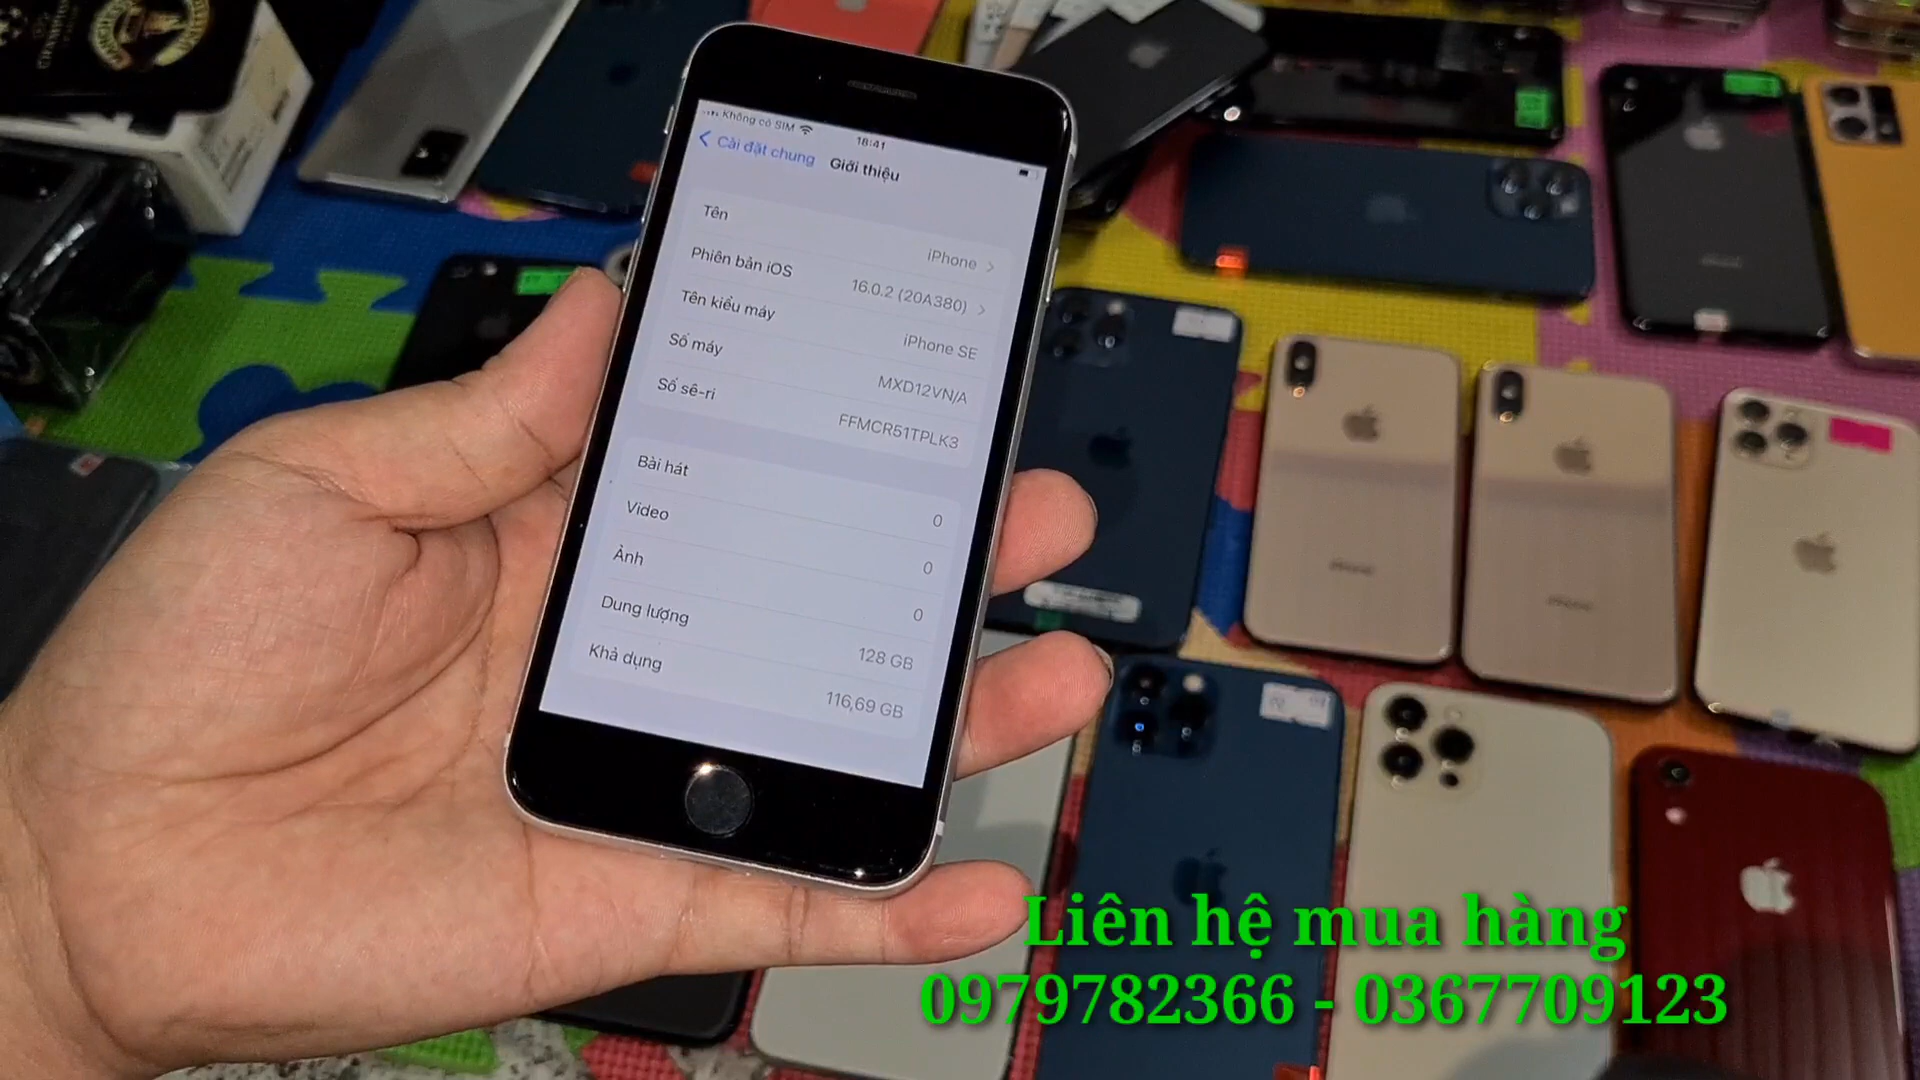 Không có SIM
18:41
Cài đặt chung
Giới thiệu
Tên
iPhone
Phiên bản iOS
16.0.2 (20A380)
Tên kiểu máy
iPhone SE
Số máy
MXD12VN/A
Số sê-ri
FFMCR51TPLK3
Bài hát
0
Video
0
Ảnh
0
Dung lượng
128 GB
Khả dụng
116,69 GB
iPhone
iPhone
Liên hệ mua hàng
0979782366 - 0367709123